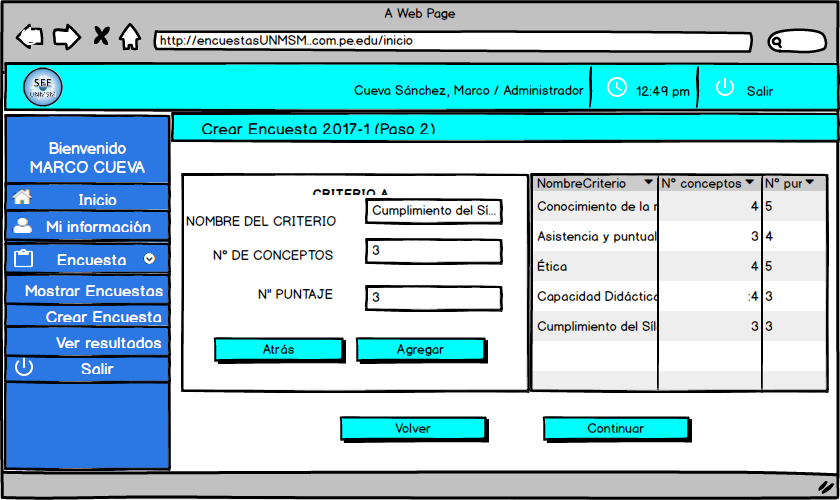 A Web Page
http://encuestasUNMSM..com.pe.edu/inicio
SEE
UNMSM
Cueva Sánchez, Marco / Administrador
12:49 pm
Salir
Bienvenido
MARCO CUEVA
Inicio
Mi información
Encuesta
Mostrar Encuestas
Crear Encuesta
Ver resultados
Salir
Crear Encuesta 2017-1 (Paso 2)
CRITERIO A
NOMBRE DEL CRITERIO Cumplimiento del Sí...
N° DE CONCEPTOS 3
N° PUNTAJE 3
Atrás Agregar
NombreCriterio N° conceptos N° pur
Conocimiento de la 4 5
Asistencia y puntual 3 4
Ética 4 5
Capacidad Didáctic :4 3
Cumplimiento del Síl 3 3
Volver Continuar